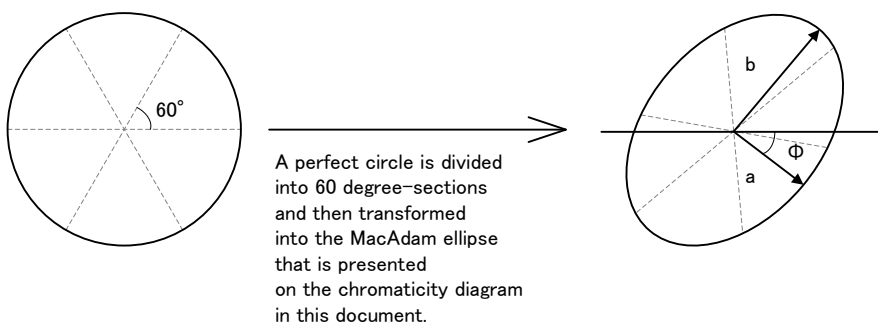 60°
A perfect circle is divided
into 60 degree-sections
and then transformed
into the MacAdam ellipse
that is presented
on the chromaticity diagram
in this document.
b
Φ
a